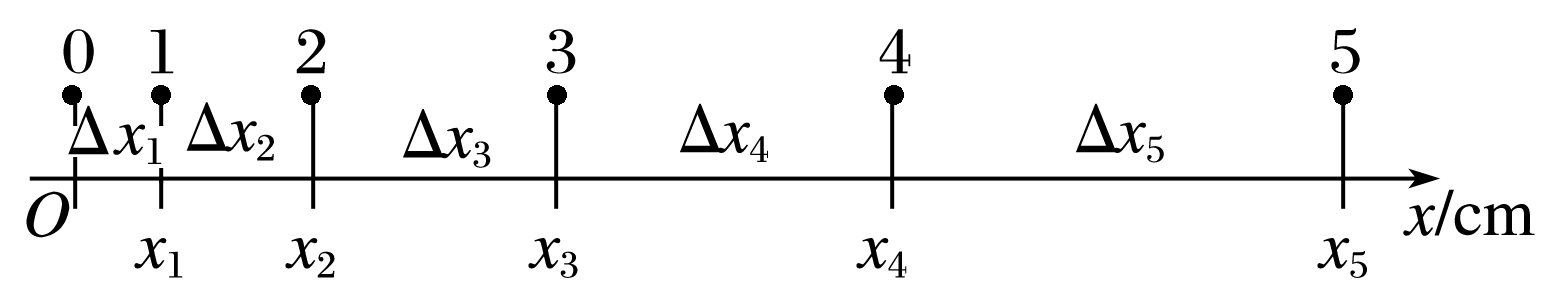 0 1 2 3 4 5
Δx₁ Δx₂ Δx₃ Δx₄ Δx₅
O x/cm
x₁ x₂ x₃ x₄ x₅